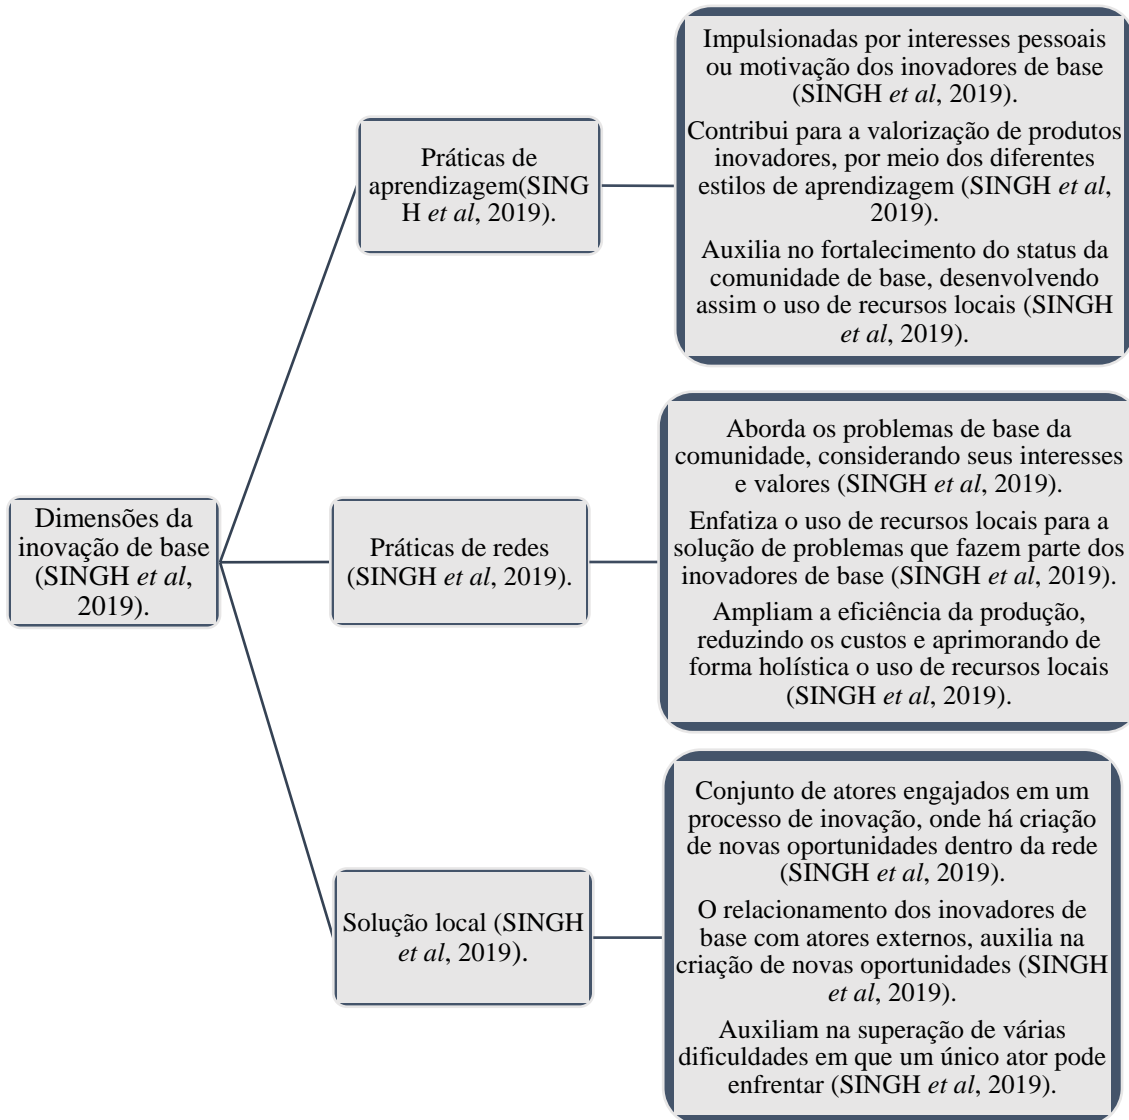 Dimensões da
inovação de base
(SINGH et al,
2019).
Práticas de
aprendizagem(SING
H et al, 2019).
Impulsionadas por interesses pessoais
ou motivação dos inovadores de base
(SINGH et al, 2019).
Contribui para a valorização de produtos
inovadores, por meio dos diferentes
estilos de aprendizagem (SINGH et al,
2019).
Auxilia no fortalecimento do status da
comunidade de base, desenvolvendo
assim o uso de recursos locais (SINGH
et al, 2019).
Práticas de redes
(SINGH et al, 2019).
Aborda os problemas de base da
comunidade, considerando seus interesses
e valores (SINGH et al, 2019).
Enfatiza o uso de recursos locais para a
solução de problemas que fazem parte dos
inovadores de base (SINGH et al, 2019).
Ampliam a eficiência da produção,
reduzindo os custos e aprimorando de
forma holística o uso de recursos locais
(SINGH et al, 2019).
Solução local (SINGH
et al, 2019).
Conjunto de atores engajados em um
processo de inovação, onde há criação
de novas oportunidades dentro da rede
(SINGH et al, 2019).
O relacionamento dos inovadores de
base com atores externos, auxilia na
criação de novas oportunidades (SINGH
et al, 2019).
Auxiliam na superação de várias
dificuldades em que um único ator pode
enfrentar (SINGH et al, 2019).